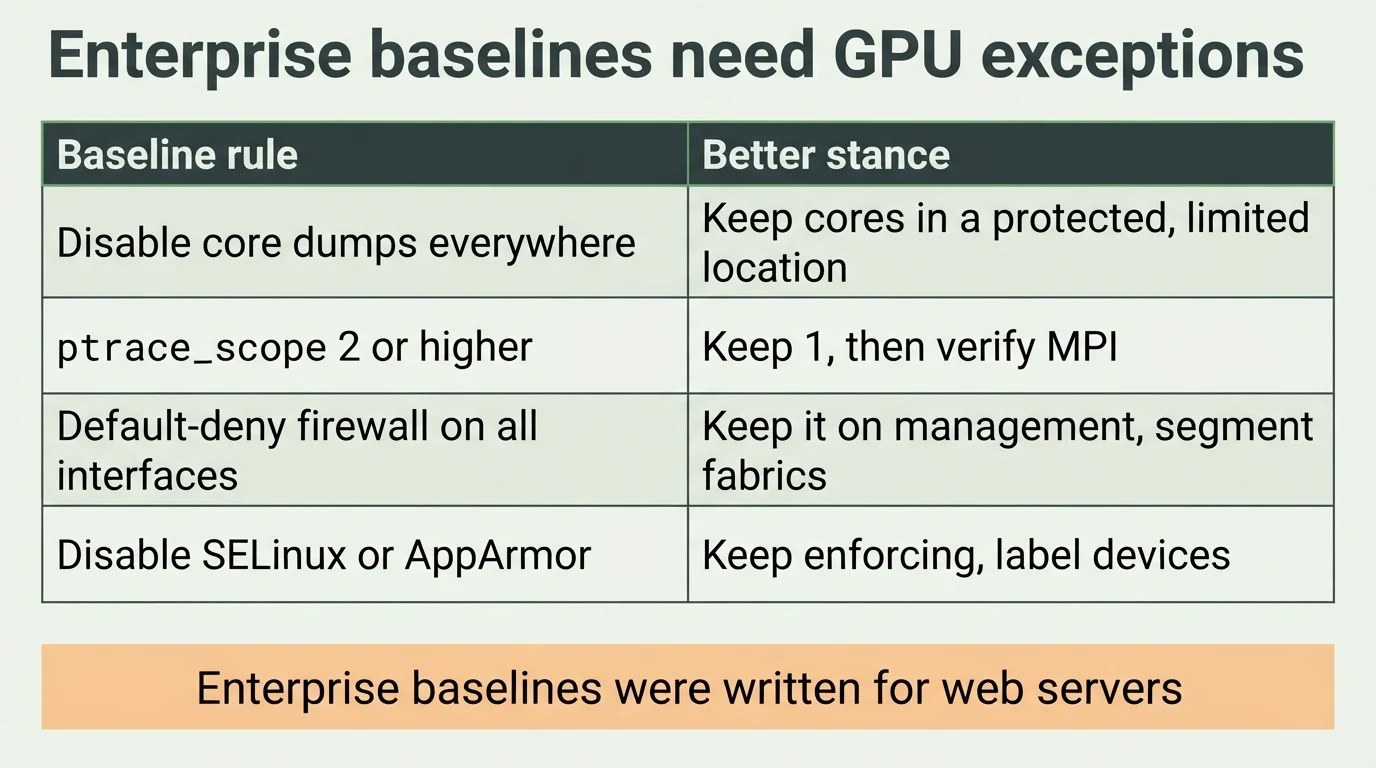 Enterprise baselines need GPU exceptions
Baseline rule
Better stance
Disable core dumps everywhere
Keep cores in a protected, limited
location
ptrace_scope 2 or higher
Keep 1, then verify MPI
Default-deny firewall on all
interfaces
Keep it on management, segment
fabrics
Disable SELinux or AppArmor
Keep enforcing, label devices
Enterprise baselines were written for web servers